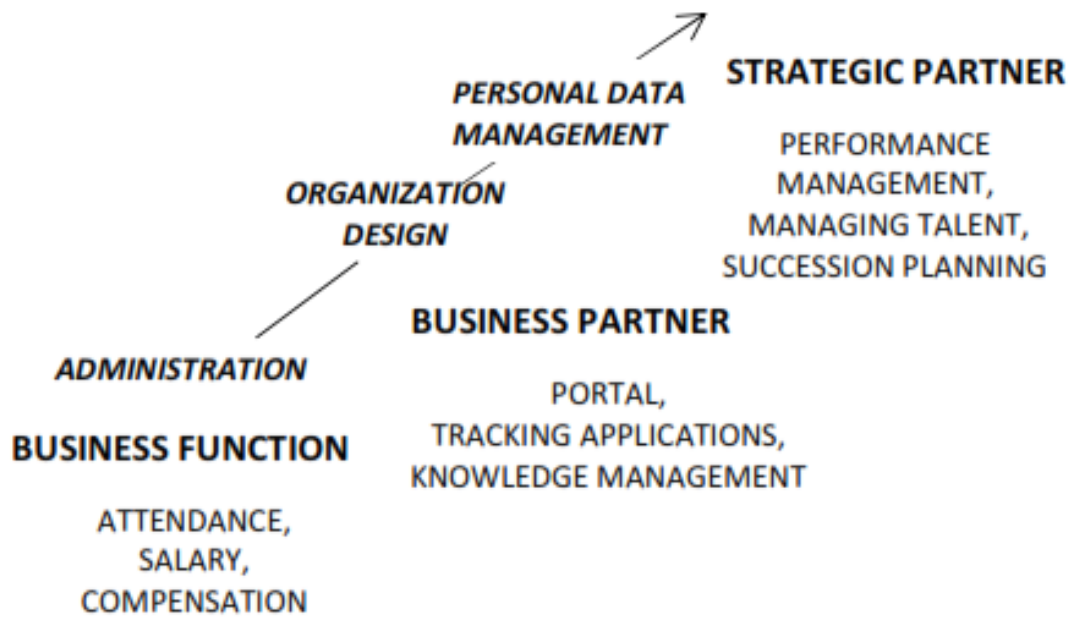 STRATEGIC PARTNER
PERSONAL DATA
MANAGEMENT
PERFORMANCE
MANAGEMENT,
MANAGING TALENT,
SUCCESSION PLANNING
ORGANIZATION
DESIGN
BUSINESS PARTNER
PORTAL,
TRACKING APPLICATIONS,
KNOWLEDGE MANAGEMENT
ADMINISTRATION
BUSINESS FUNCTION
ATTENDANCE,
SALARY,
COMPENSATION